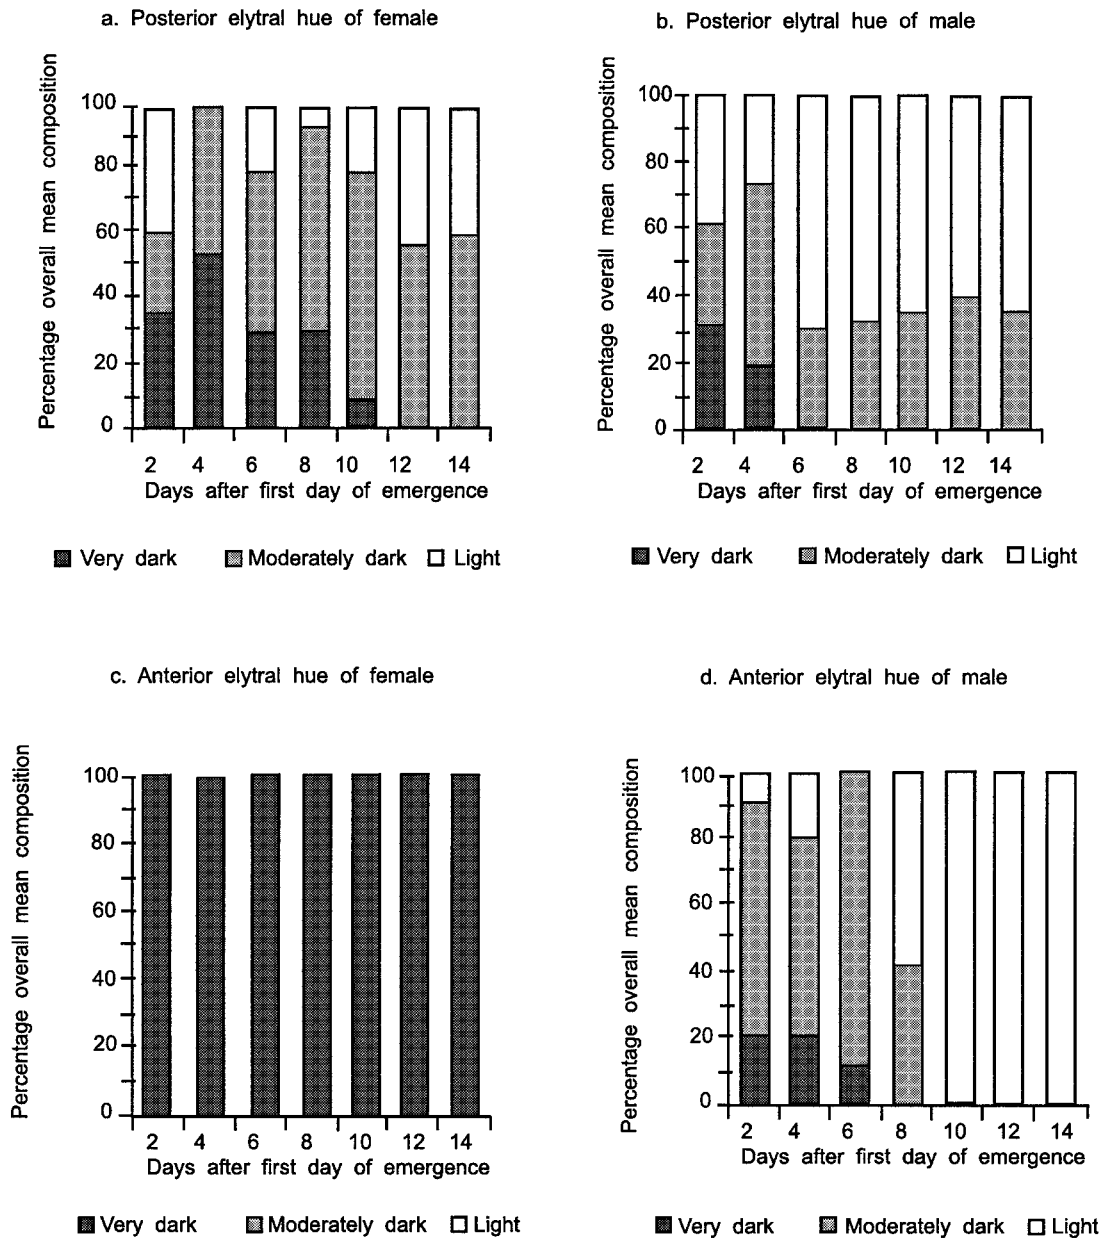 a. Posterior elytral hue of female
Percentage overall mean composition
100
80
60
40
20
0
2 4 6 8 10 12 14
Days after first day of emergence
Very dark Moderately dark Light
b. Posterior elytral hue of male
Percentage overall mean composition
100
80
60
40
20
0
2 4 6 8 10 12 14
Days after first day of emergence
Very dark Moderately dark Light
c. Anterior elytral hue of female
Percentage overall mean composition
100
80
60
40
20
0
2 4 6 8 10 12 14
Days after first day of emergence
Very dark Moderately dark Light
d. Anterior elytral hue of male
Percentage overall mean composition
100
80
60
40
20
0
2 4 6 8 10 12 14
Days after first day of emergence
Very dark Moderately dark Light